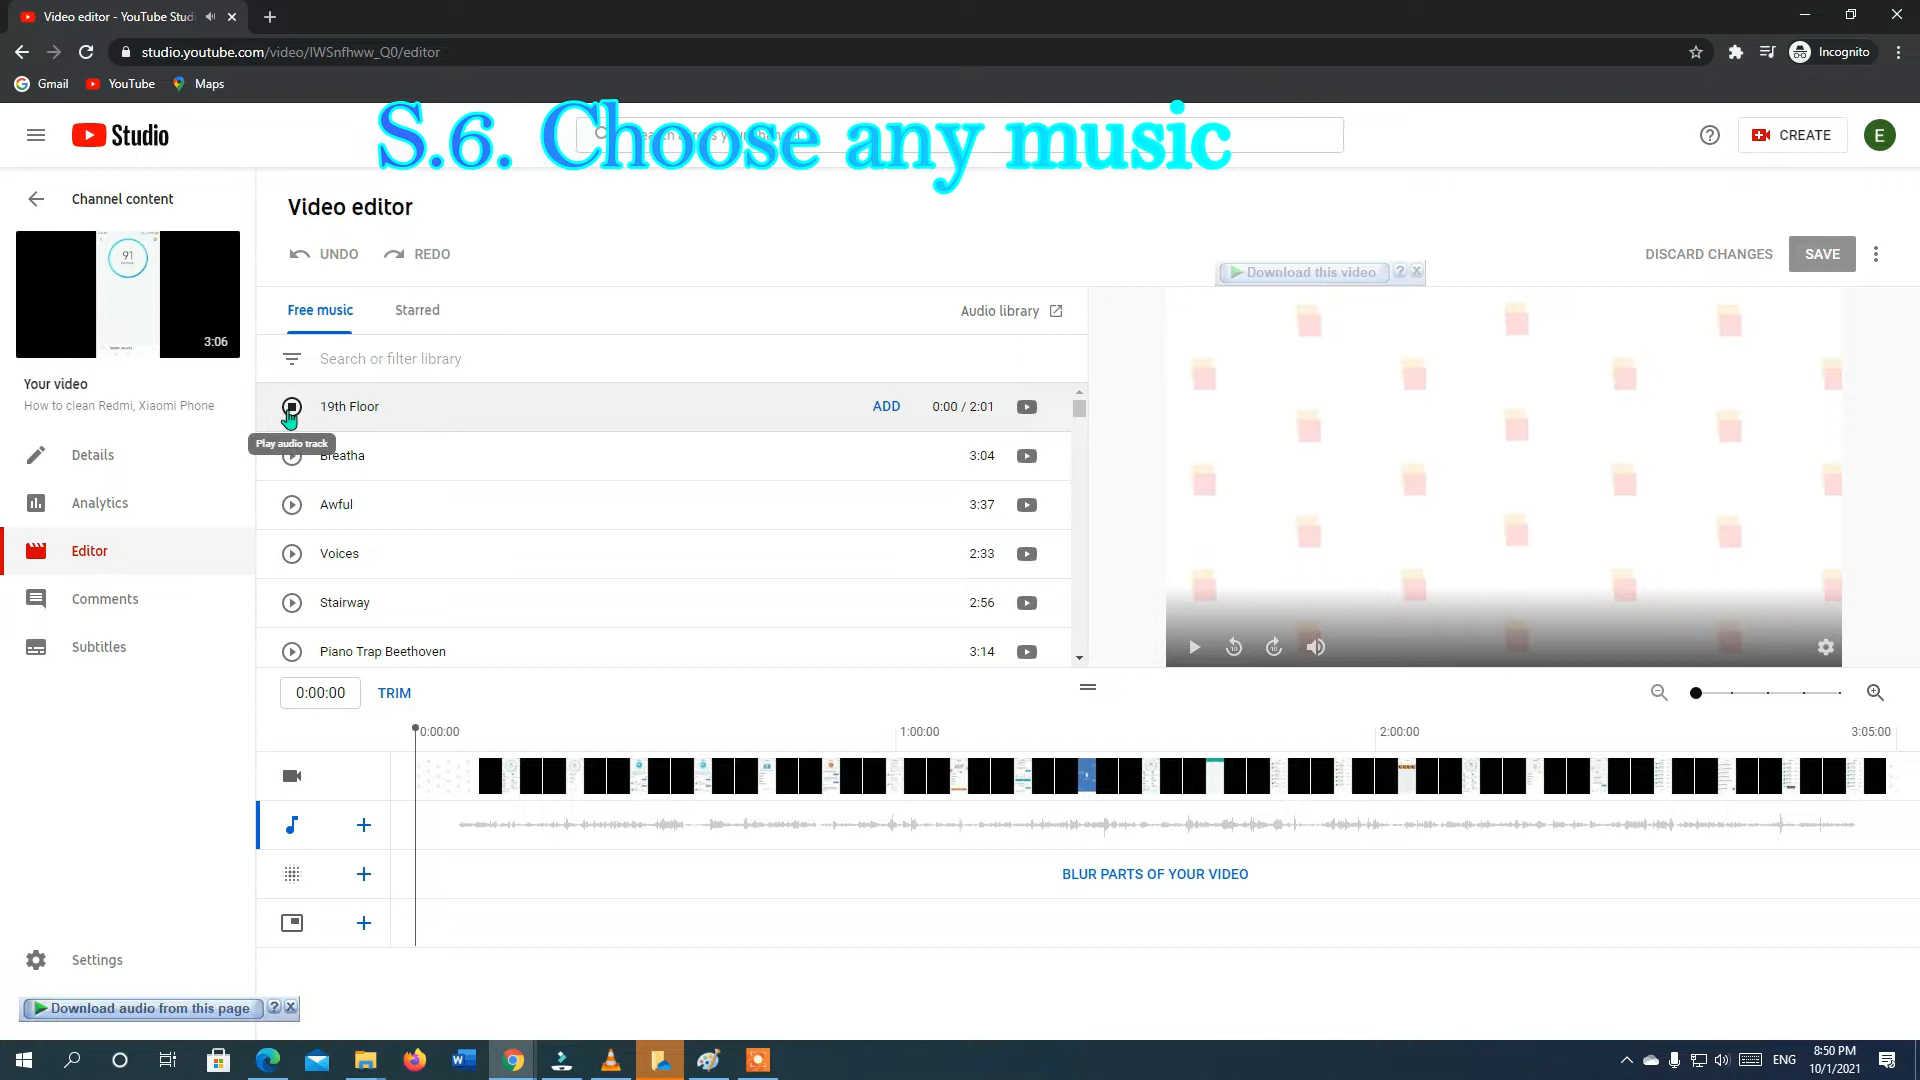 Video editor - YouTube Studi
studio.youtube.com/video/IWSnfhww_Q0/editor
Incognito
Gmail
YouTube
Maps
Studio
S.6. Choose any music
CREATE
E
Channel content
91
3:06
Your video
How to clean Redmi, Xiaomi Phone
Details
Analytics
Editor
Comments
Subtitles
Settings
Download audio from this page
? X
Video editor
UNDO
REDO
DISCARD CHANGES
SAVE
Download this video
? X
Free music
Starred
Audio library
Search or filter library
19th Floor
ADD
0:00 / 2:01
Play audio track
Breatha
3:04
Awful
3:37
Voices
2:33
Stairway
2:56
Piano Trap Beethoven
3:14
10
10
0:00:00
TRIM
0:00:00
1:00:00
2:00:00
3:05:00
BLUR PARTS OF YOUR VIDEO
ENG
8:50 PM
10/1/2021